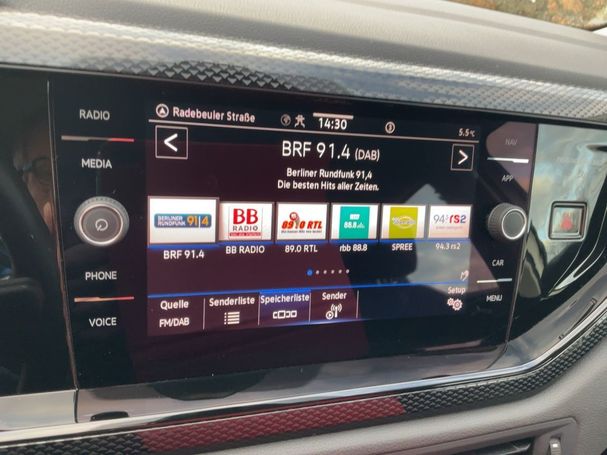 RADIO
MEDIA
PHONE
VOICE
NAV
APP
CAR
MENU
Radebeuler Straße
14:30
5.5°C
<
BRF 91.4 (DAB)
>
Berliner Rundfunk 91,4
Die besten Hits aller Zeiten.
BERLINER
RUNDFUNK 91|4
BB
RADIO
89.0 RTL
rbb
88.8
94.3 rs2
BRF 91.4
BB RADIO
89.0 RTL
rbb 88.8
SPREE
94.3 rs2
Setup
Quelle
FM/DAB
Senderliste
Speicherliste
Sender